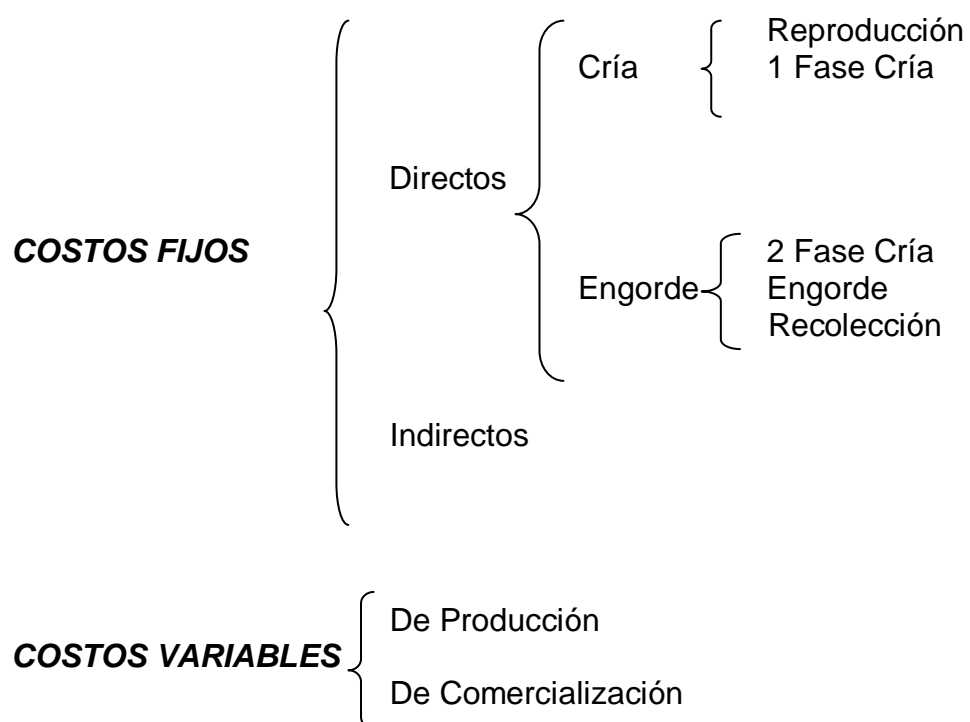 COSTOS FIJOS
Directos
Cría
Reproducción
1 Fase Cría
Engorde
2 Fase Cría
Engorde
Recolección
Indirectos
COSTOS VARIABLES
De Producción
De Comercialización